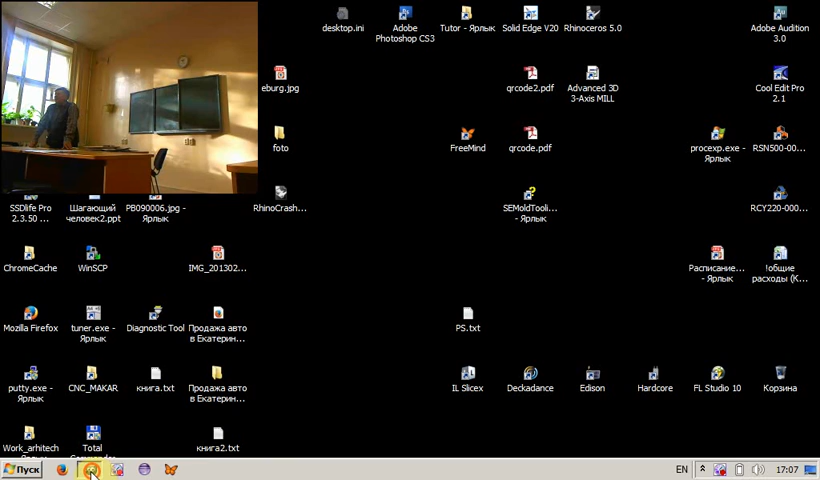 desktop.ini
Adobe
Photoshop CS3
Tutor - Ярлык
Solid Edge V20
Rhinoceros 5.0
Adobe Audition
3.0
eburg.jpg
qrcode2.pdf
Advanced 3D
3-Axis MILL
Cool Edit Pro
2.1
foto
FreeMind
qrcode.pdf
procexp.exe -
Ярлык
RSN500-00...
SSDlife Pro
2.3.50 ...
Шагающий
человек2.ppt
PB090006.jpg -
Ярлык
RhinoCrash...
SEMoldTooli...
- Ярлык
RCY220-000...
ChromeCache
WinSCP
IMG_201302...
Расписание...
- Ярлык
!общие
расходы (К...
Mozilla Firefox
tuner.exe -
Ярлык
Diagnostic Tool
Продажа авто
в Екатерин...
PS.txt
putty.exe -
Ярлык
CNC_MAKAR
книга.txt
Продажа авто
в Екатерин...
IL Slicex
Deckadance
Edison
Hardcore
FL Studio 10
Корзина
Work_arhitech
Total
книга2.txt
Пуск
EN
17:07